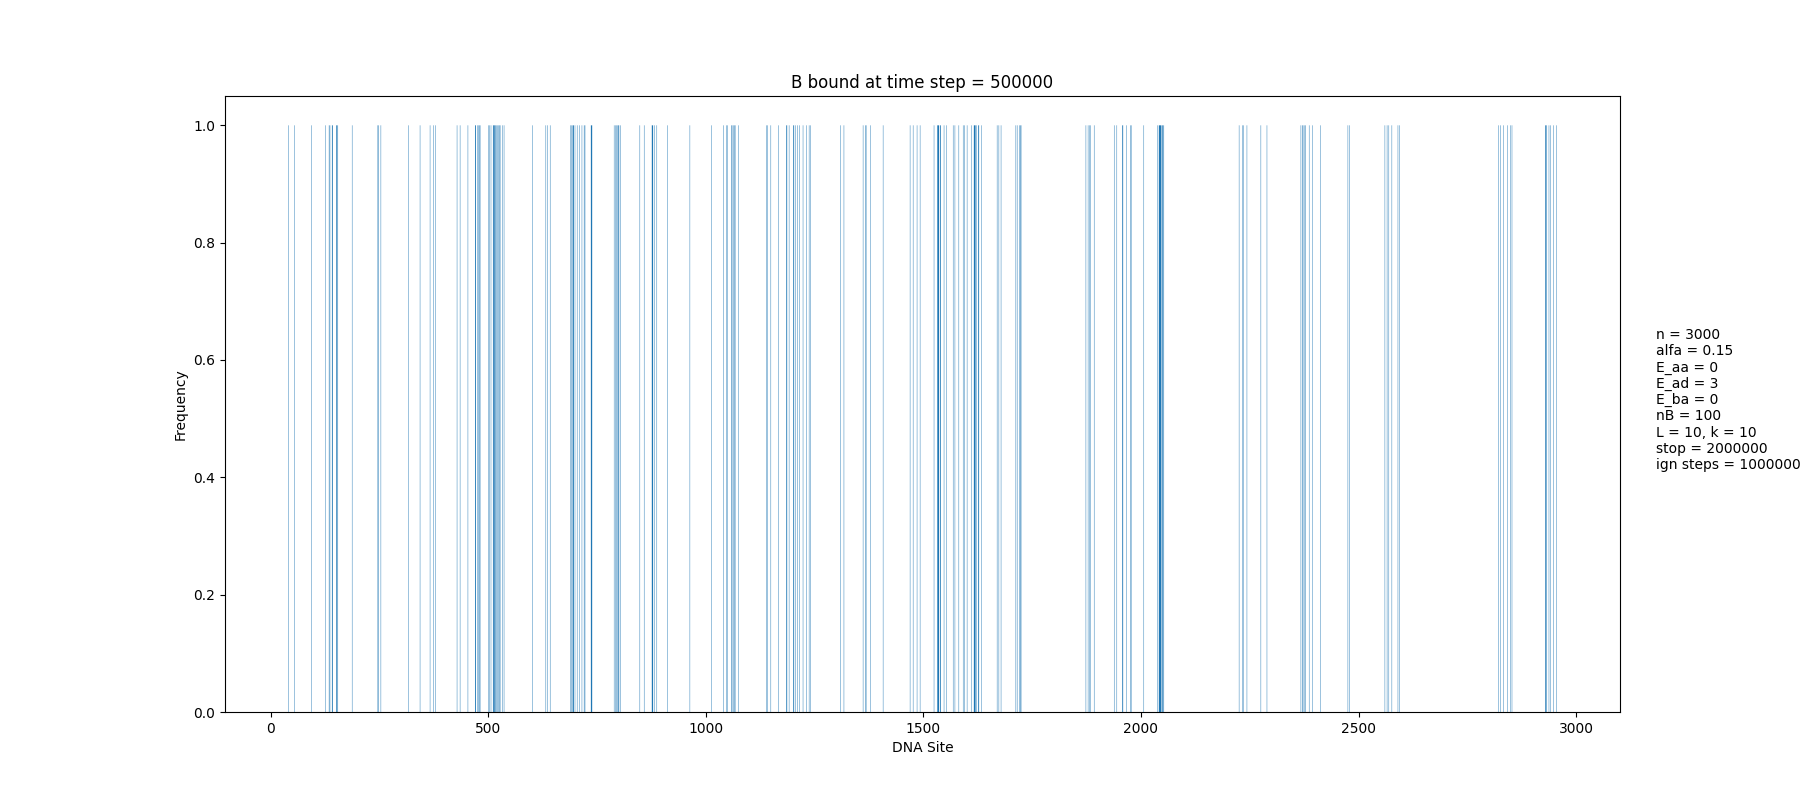 B bound at time step = 500000
1.0
0.8
0.6
0.4
0.2
0.0
Frequency
0 500 1000 1500 2000 2500 3000
DNA Site
n = 3000
alfa = 0.15
E_aa = 0
E_ad = 3
E_ba = 0
nB = 100
L = 10, k = 10
stop = 2000000
ign steps = 1000000